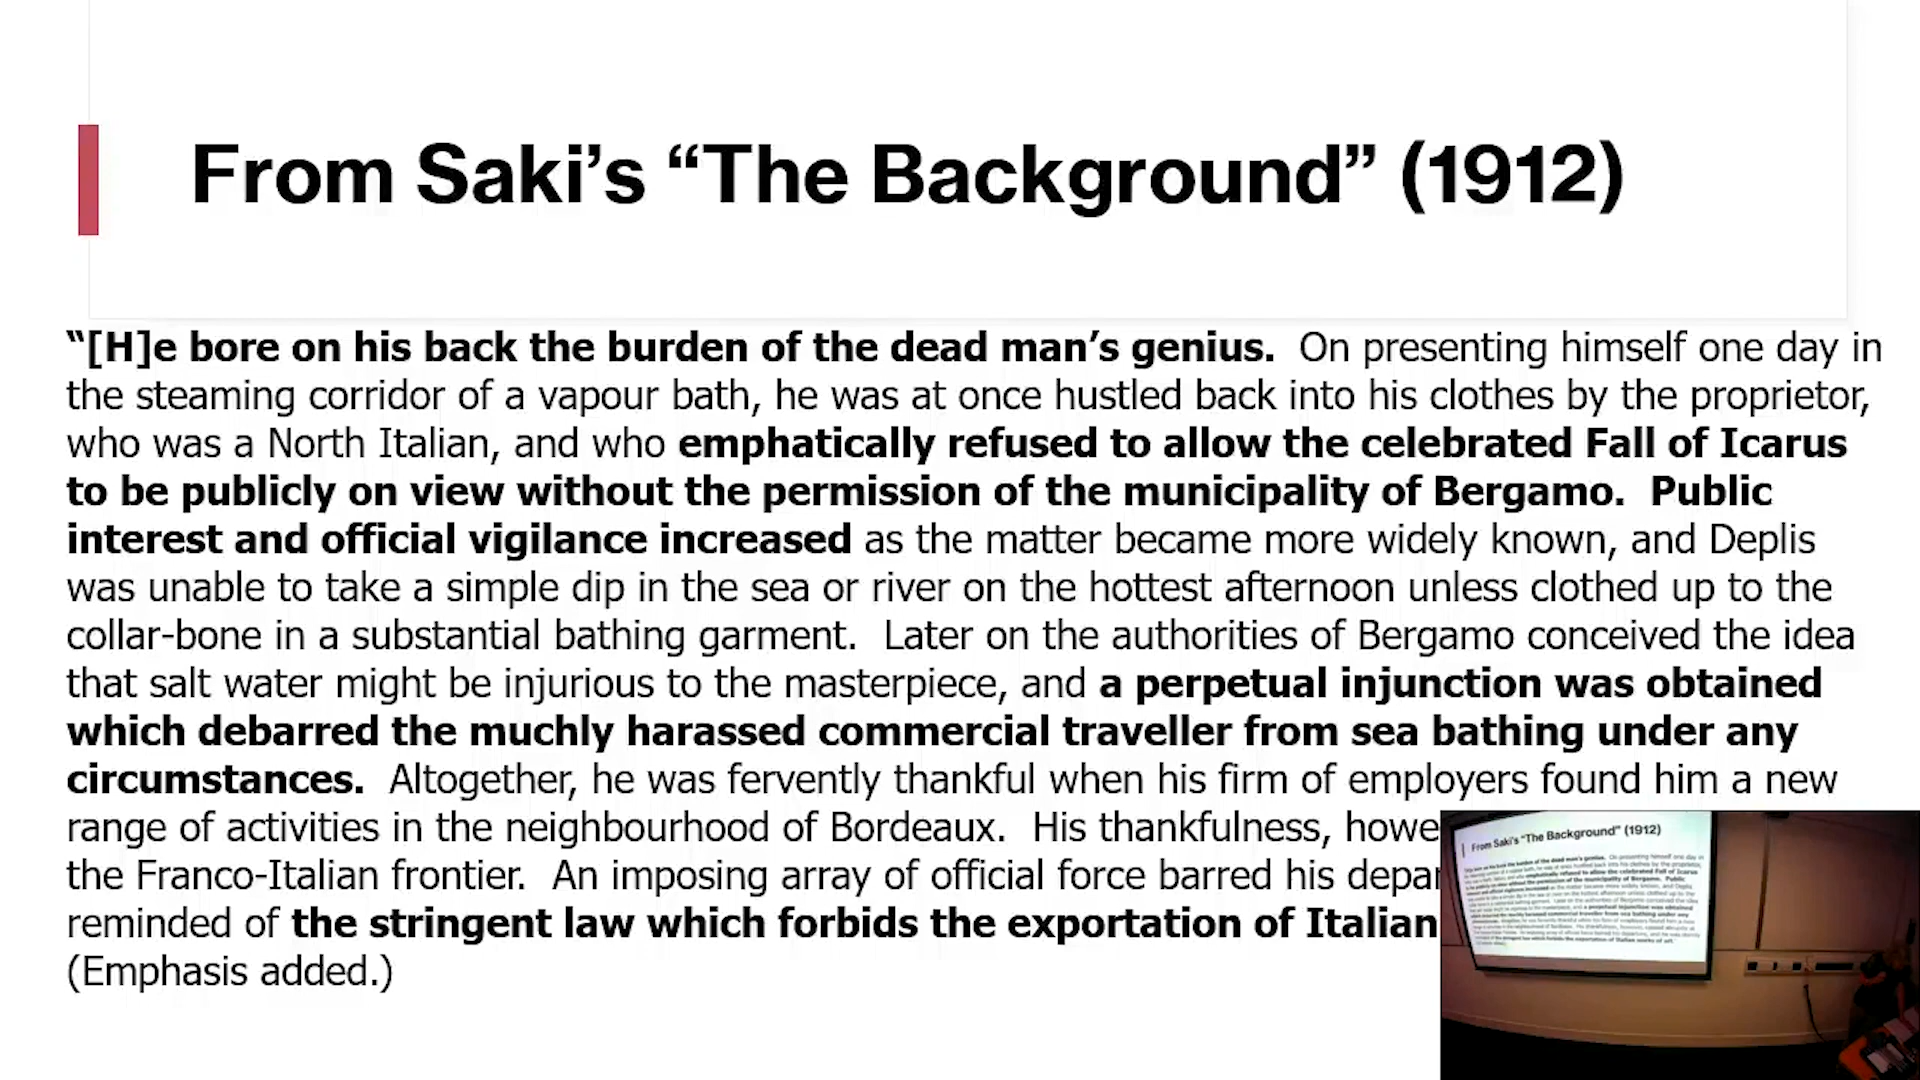 From Saki’s “The Background” (1912)
“[H]e bore on his back the burden of the dead man’s genius.  On presenting himself one day in
the steaming corridor of a vapour bath, he was at once hustled back into his clothes by the proprietor,
who was a North Italian, and who emphatically refused to allow the celebrated Fall of Icarus
to be publicly on view without the permission of the municipality of Bergamo.  Public
interest and official vigilance increased as the matter became more widely known, and Deplis
was unable to take a simple dip in the sea or river on the hottest afternoon unless clothed up to the
collar-bone in a substantial bathing garment.  Later on the authorities of Bergamo conceived the idea
that salt water might be injurious to the masterpiece, and a perpetual injunction was obtained
which debarred the muchly harassed commercial traveller from sea bathing under any
circumstances.  Altogether, he was fervently thankful when his firm of employers found him a new
range of activities in the neighbourhood of Bordeaux.  His thankfulness, howe
the Franco-Italian frontier.  An imposing array of official force barred his depar
reminded of the stringent law which forbids the exportation of Italian
(Emphasis added.)
From Saki’s “The Background” (1912)